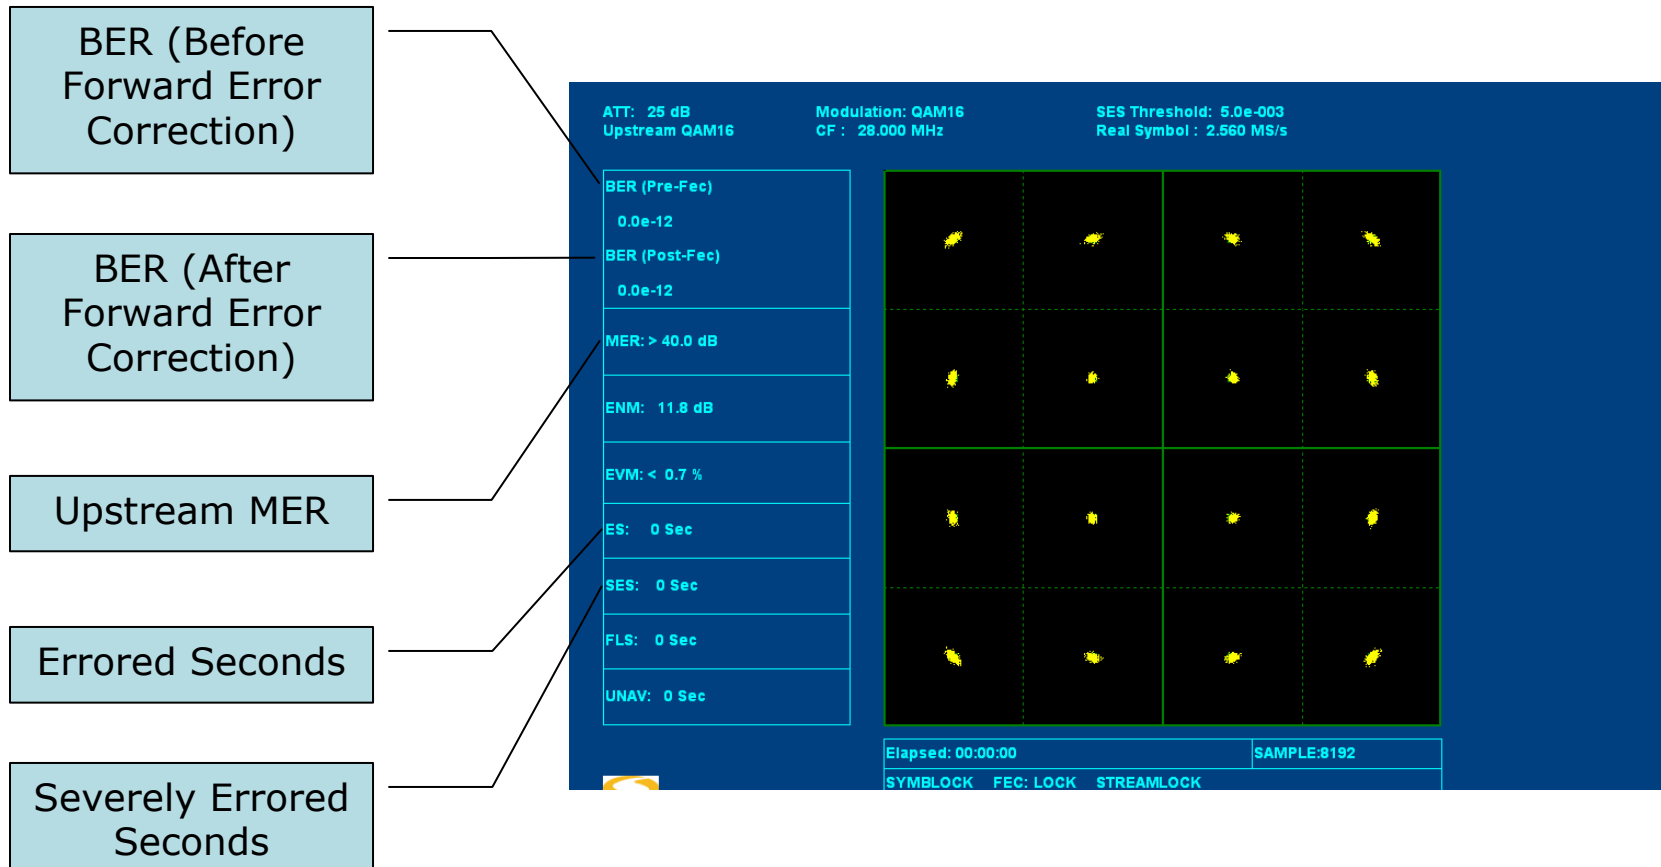 BER (Before
Forward Error
Correction)
BER (After
Forward Error
Correction)
Upstream MER
Errored Seconds
Severely Errored
Seconds
ATT: 25 dB
Upstream QAM16
Modulation: QAM16
CF : 28.000 MHz
SES Threshold: 5.0e-003
Real Symbol : 2.560 MS/s
BER (Pre-Fec)
0.0e-12
BER (Post-Fec)
0.0e-12
MER: > 40.0 dB
ENM: 11.8 dB
EVM: < 0.7 %
ES: 0 Sec
SES: 0 Sec
FLS: 0 Sec
UNAV: 0 Sec
Elapsed: 00:00:00
SAMPLE:8192
SYMBLOCK FEC: LOCK STREAMLOCK